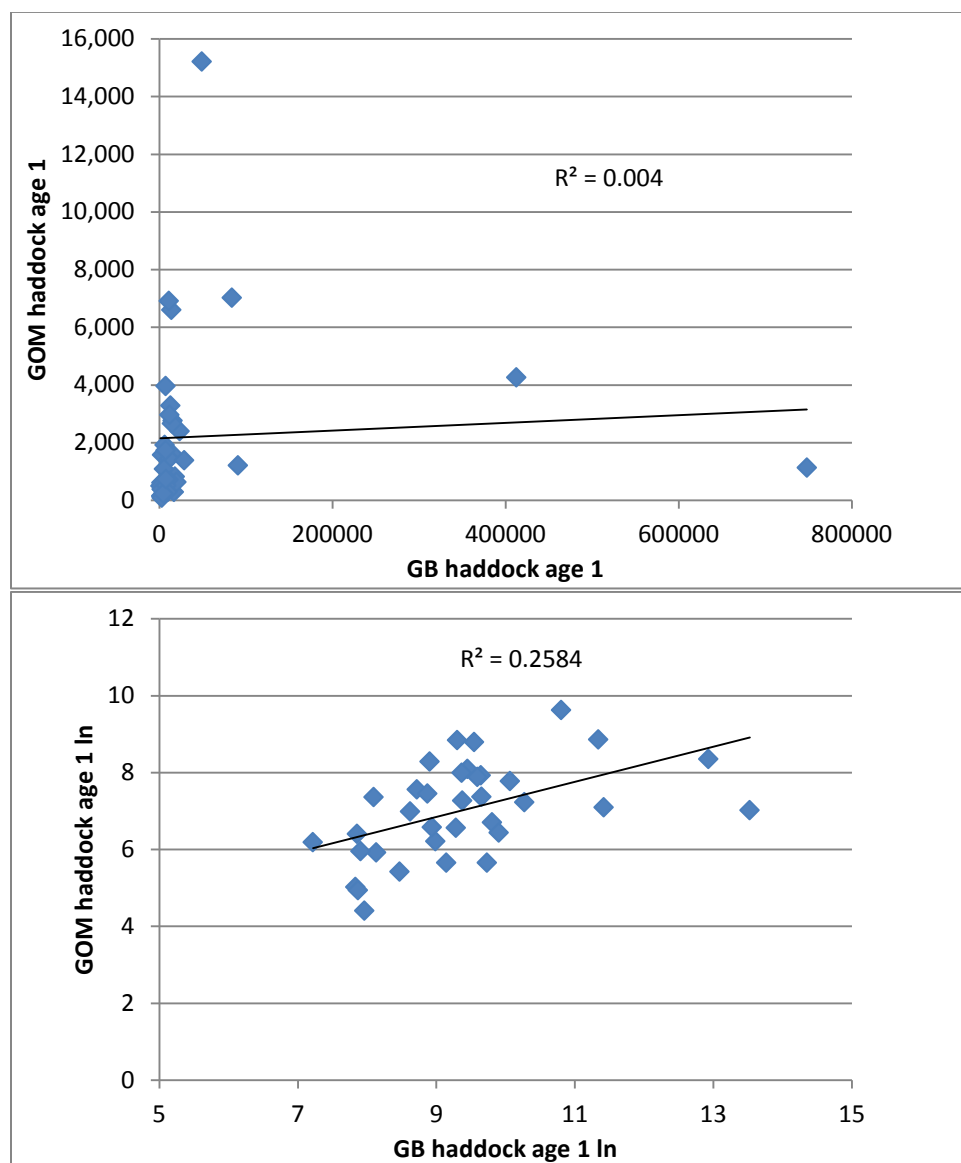 16,000
14,000
12,000
10,000
8,000
6,000
4,000
2,000
0
GOM haddock age 1
R² = 0.004
0 200000 400000 600000 800000
GB haddock age 1
12
10
8
6
4
2
0
GOM haddock age 1 ln
R² = 0.2584
5 7 9 11 13 15
GB haddock age 1 ln